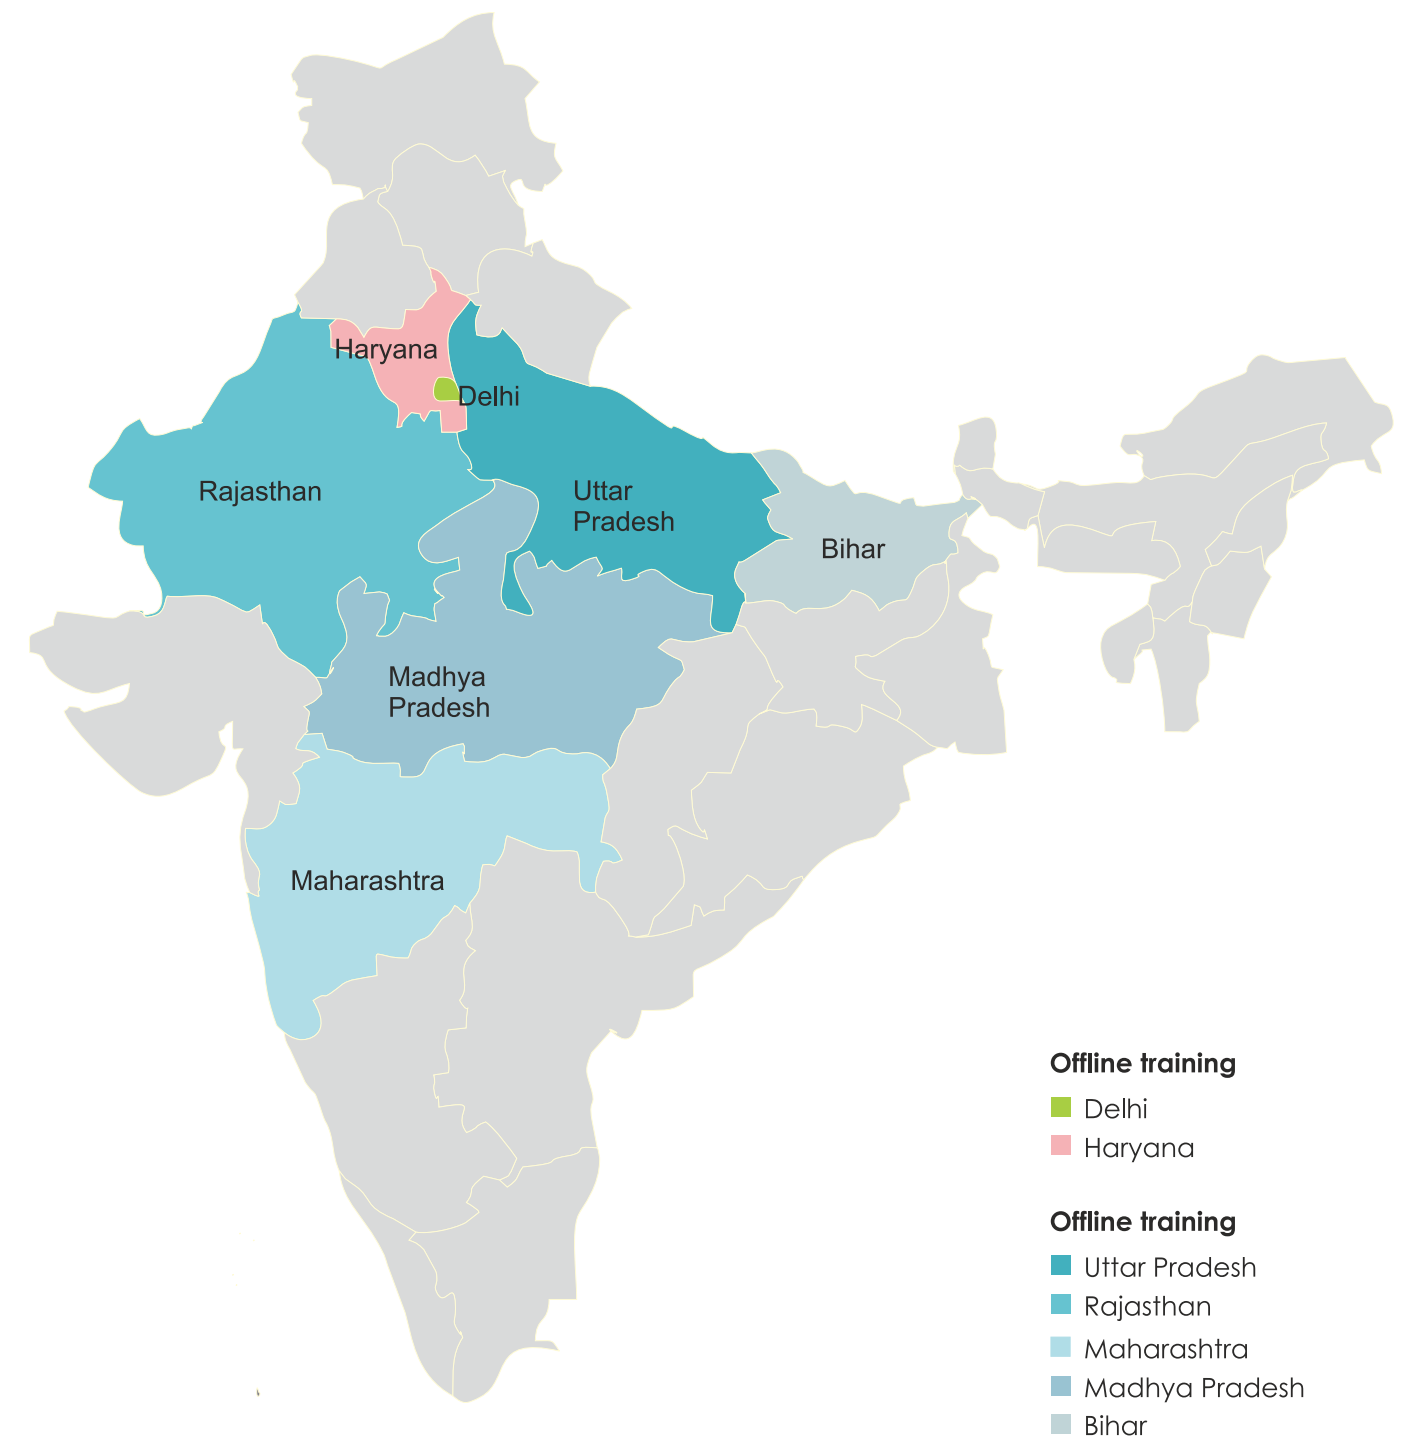 Haryana
Delhi
Rajasthan
Uttar
Pradesh
Bihar
Madhya
Pradesh
Maharashtra
Offline training
Delhi
Haryana
Offline training
Uttar Pradesh
Rajasthan
Maharashtra
Madhya Pradesh
Bihar